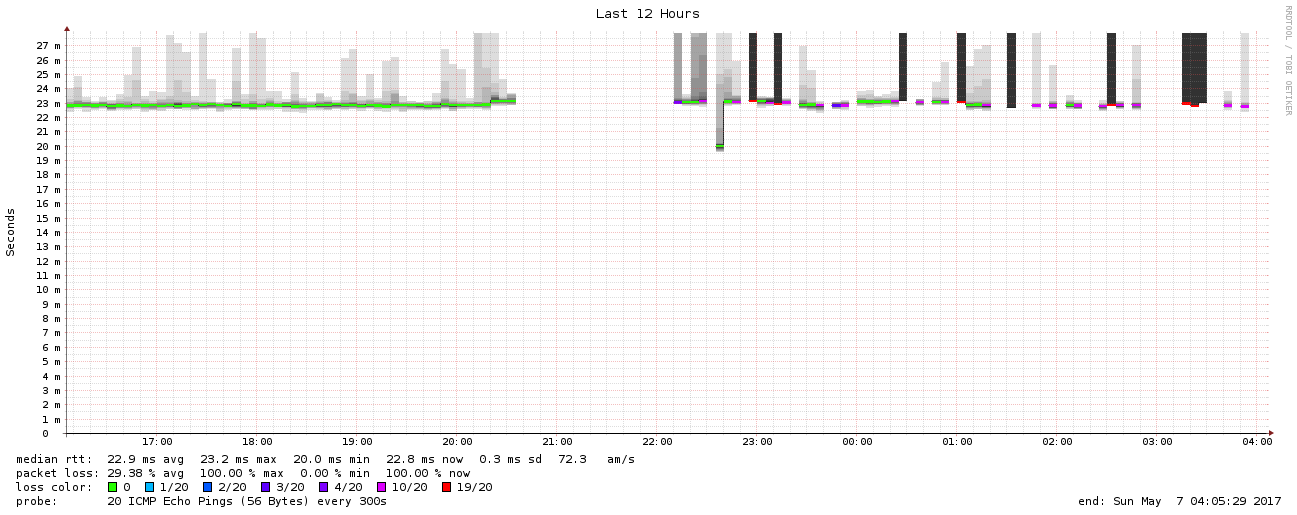 Last 12 Hours
RRDTOOL / TOBI OETIKER
Seconds
27 m
26 m
25 m
24 m
23 m
22 m
21 m
20 m
19 m
18 m
17 m
16 m
15 m
14 m
13 m
12 m
11 m
10 m
9 m
8 m
7 m
6 m
5 m
4 m
3 m
2 m
1 m
0
17:00 18:00 19:00 20:00 21:00 22:00 23:00 00:00 01:00 02:00 03:00 04:00
median rtt: 22.9 ms avg 23.2 ms max 20.0 ms min 22.8 ms now 0.3 ms sd 72.3 am/s
packet loss: 29.38 % avg 100.00 % max 0.00 % min 100.00 % now
loss color: 0 1/20 2/20 3/20 4/20 10/20 19/20
probe: 20 ICMP Echo Pings (56 Bytes) every 300s end: Sun May 7 04:05:29 2017